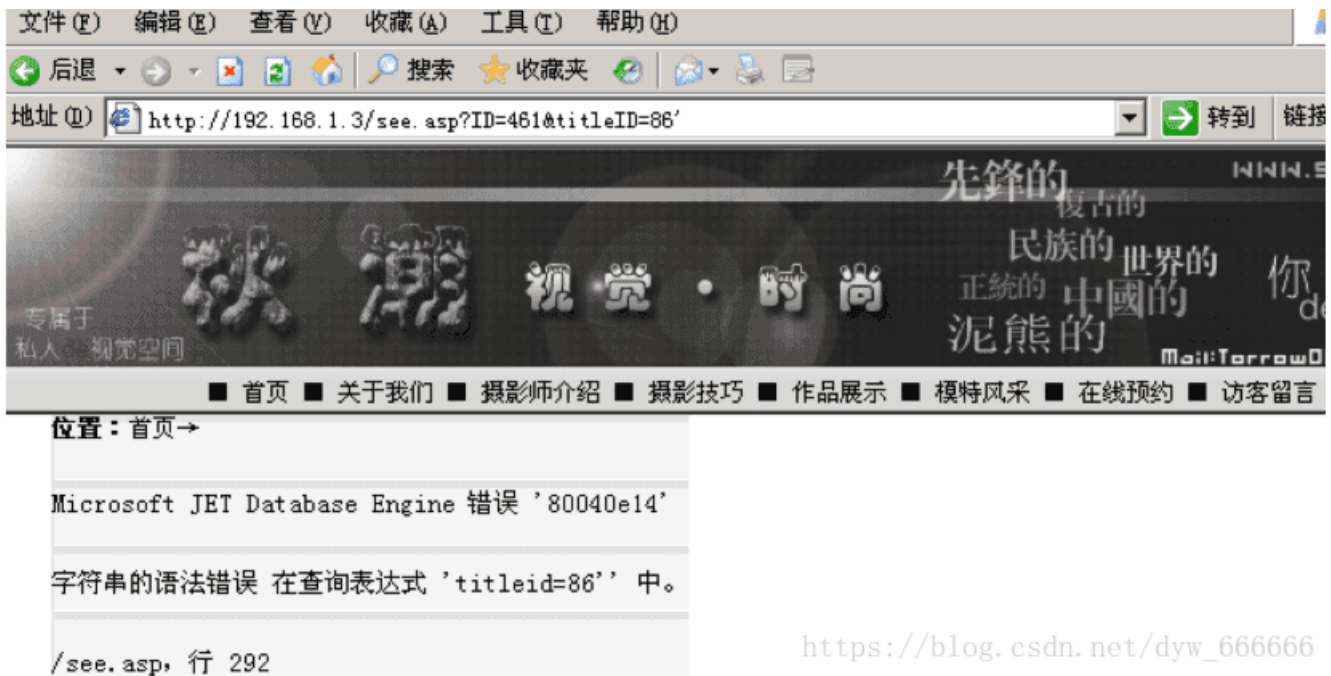 文件(F) 编辑(E) 查看(V) 收藏(A) 工具(T) 帮助(H)
后退 搜索 收藏夹
地址(D) http://192.168.1.3/see.asp?ID=461&titleID=86' 转到 链接
先鋒的 WWW.S
復古的
民族的 世界的
秋潮 视觉·时尚
正統的 中國的 你
de
专属于
私人de视觉空间 泥熊的
Mail:TorrowO
■ 首页 ■ 关于我们 ■ 摄影师介绍 ■ 摄影技巧 ■ 作品展示 ■ 模特风采 ■ 在线预约 ■ 访客留言
位置：首页→
Microsoft JET Database Engine 错误 '80040e14'
字符串的语法错误 在查询表达式 'titleid=86'' 中。
/see.asp，行 292
https://blog.csdn.net/dyw_666666